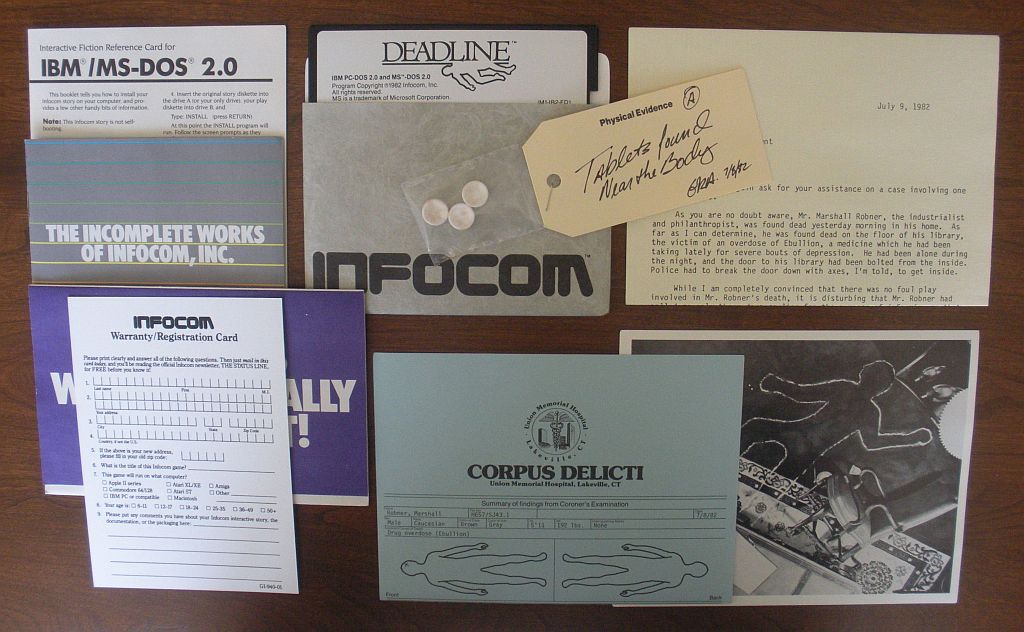 Interactive Fiction Reference Card for
IBM®/MS-DOS® 2.0
This booklet tells you how to install your
Infocom story on your computer, and pro-
vides a few other handy bits of information.
Note: This Infocom story is not self-
booting.
4. Insert the original story diskette into
the drive A (or your only drive; your play
diskette into drive B, and
Type: INSTALL (press RETURN)
At this point the INSTALL program will
run. Follow the screen prompts as they
THE INCOMPLETE WORKS
OF INFOCOM, INC.
DEADLINE™
IBM PC-DOS 2.0 and MS™-DOS 2.0
Program Copyright ©1982 Infocom, Inc.
All rights reserved.
MS is a trademark of Microsoft Corporation.
INFOCOM™
Physical Evidence A
Tablets found
Near the Body
7/8/82
July 9, 1982
ask for your assistance on a case involving one
As you are no doubt aware, Mr. Marshall Robner, the industrialist
and philanthropist, was found dead yesterday morning in his home. As
far as I can determine, he was found dead on the floor of his library,
the victim of an overdose of Ebullion, a medicine which he had been
taking lately for severe bouts of depression. He had been alone during
the night, and the door to his library had been bolted from the inside.
Police had to break the door down with axes, I'm told, to get inside.
While I am completely convinced that there was no foul play
involved in Mr. Robner's death, it is disturbing that Mr. Robner had
W ALLY
T!
INFOCOM
Warranty/Registration Card
Please print clearly and answer all of the following questions. Then just mail in this
card today, and you'll be reading the official Infocom newsletter, THE STATUS LINE,
for FREE before you know it!
1.
Last name First M.I.
2.
Your address
3.
City State Zip Code
4.
Country, if not the U.S.
5. If the above is your new address,
please fill in your old zip code:
6. What is the title of this Infocom game?
7. This game will run on what computer?
Apple II series Atari XL/XE Amiga
Commodore 64/128 Atari ST Other
IBM PC or compatible Macintosh
8. Your age is: 6-11 12-17 18-24 25-35 36-49 50+
9. Please put any comments you have about your Infocom interactive story, the
documentation, or the packaging here:
GI-940-01
Union Memorial Hospital
Lakeville, CT
CORPUS DELICTI
Union Memorial Hospital, Lakeville, CT
Summary of findings from Coroner's Examination
Robner, Marshall H657/SJ43.1 7/8/82
Male Caucasian Brown Gray 5'11 192 lbs. None
Drug overdose (Ebullion)
Front Back